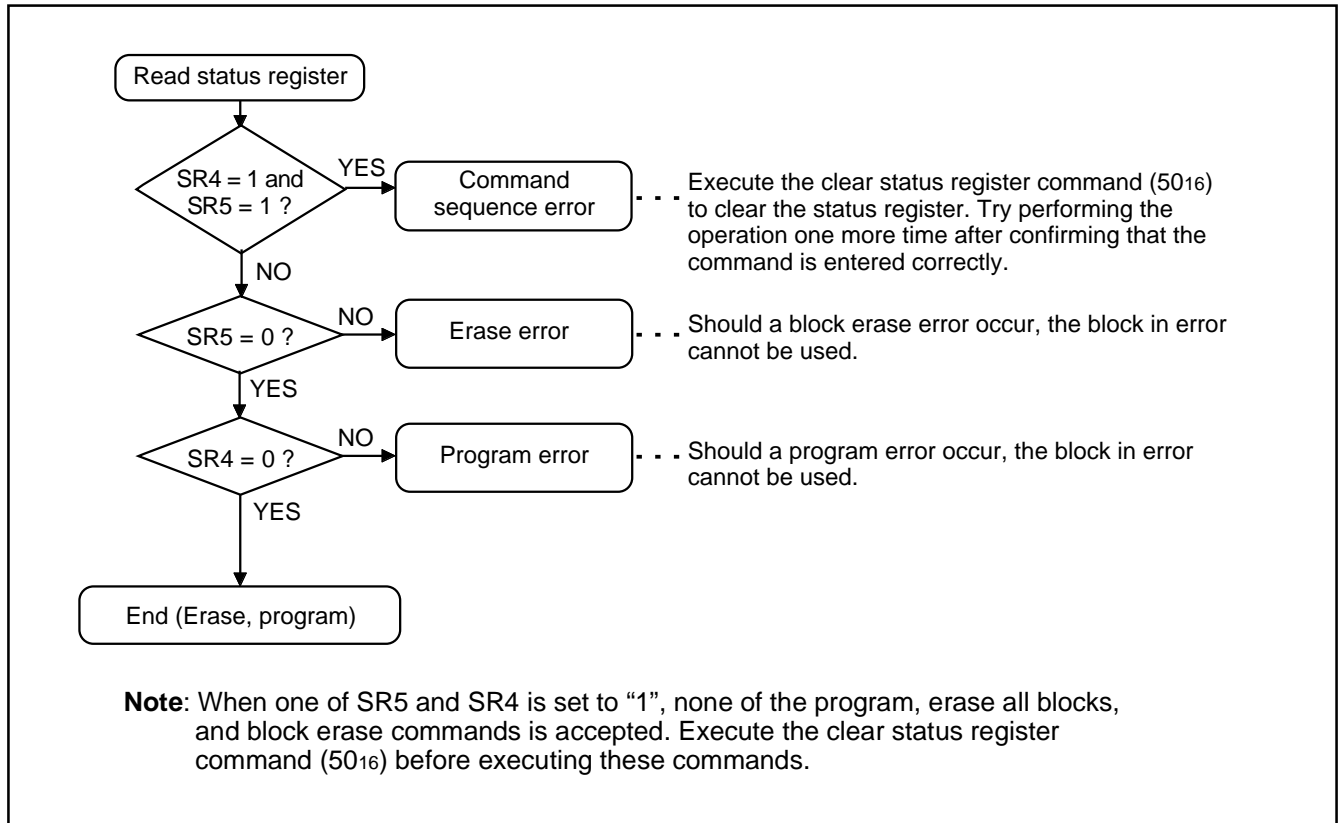 Read status register
SR4 = 1 and
SR5 = 1 ?
YES
Command
sequence error
Execute the clear status register command (5016)
to clear the status register. Try performing the
operation one more time after confirming that the
command is entered correctly.
NO
SR5 = 0 ?
NO
Erase error
Should a block erase error occur, the block in error
cannot be used.
YES
SR4 = 0 ?
NO
Program error
Should a program error occur, the block in error
cannot be used.
YES
End (Erase, program)
Note: When one of SR5 and SR4 is set to “1”, none of the program, erase all blocks,
and block erase commands is accepted. Execute the clear status register
command (5016) before executing these commands.